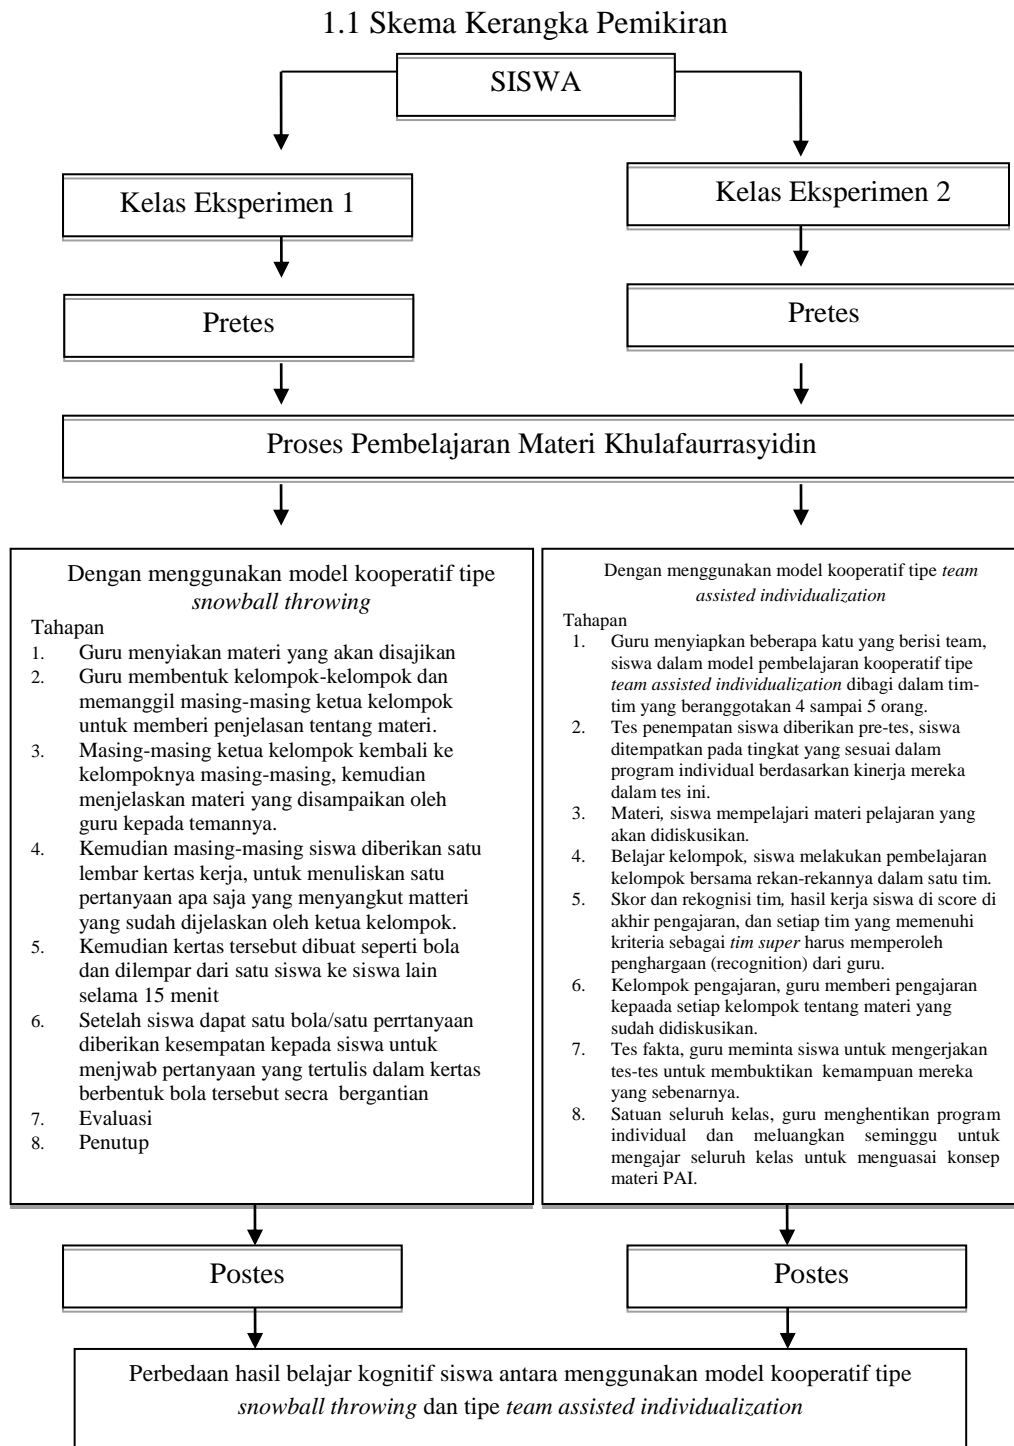 1.1 Skema Kerangka Pemikiran
SISWA
Kelas Eksperimen 1
Kelas Eksperimen 2
Pretes
Pretes
Proses Pembelajaran Materi Khulafaurrasyidin
Dengan menggunakan model kooperatif tipe
snowball throwing
Tahapan
1. Guru menyiakan materi yang akan disajikan
2. Guru membentuk kelompok-kelompok dan
memanggil masing-masing ketua kelompok
untuk memberi penjelasan tentang materi.
3. Masing-masing ketua kelompok kembali ke
kelompoknya masing-masing, kemudian
menjelaskan materi yang disampaikan oleh
guru kepada temannya.
4. Kemudian masing-masing siswa diberikan satu
lembar kertas kerja, untuk menuliskan satu
pertanyaan apa saja yang menyangkut matteri
yang sudah dijelaskan oleh ketua kelompok.
5. Kemudian kertas tersebut dibuat seperti bola
dan dilempar dari satu siswa ke siswa lain
selama 15 menit
6. Setelah siswa dapat satu bola/satu perrtanyaan
diberikan kesempatan kepada siswa untuk
menjwab pertanyaan yang tertulis dalam kertas
berbentuk bola tersebut secra bergantian
7. Evaluasi
8. Penutup
Dengan menggunakan model kooperatif tipe team
assisted individualization
Tahapan
1. Guru menyiapkan beberapa katu yang berisi team,
siswa dalam model pembelajaran kooperatif tipe
team assisted individualization dibagi dalam tim-
tim yang beranggotakan 4 sampai 5 orang.
2. Tes penempatan siswa diberikan pre-tes, siswa
ditempatkan pada tingkat yang sesuai dalam
program individual berdasarkan kinerja mereka
dalam tes ini.
3. Materi, siswa mempelajari materi pelajaran yang
akan didiskusikan.
4. Belajar kelompok, siswa melakukan pembelajaran
kelompok bersama rekan-rekannya dalam satu tim.
5. Skor dan rekognisi tim, hasil kerja siswa di score di
akhir pengajaran, dan setiap tim yang memenuhi
kriteria sebagai tim super harus memperoleh
penghargaan (recognition) dari guru.
6. Kelompok pengajaran, guru memberi pengajaran
kepaada setiap kelompok tentang materi yang
sudah didiskusikan.
7. Tes fakta, guru meminta siswa untuk mengerjakan
tes-tes untuk membuktikan kemampuan mereka
yang sebenarnya.
8. Satuan seluruh kelas, guru menghentikan program
individual dan meluangkan seminggu untuk
mengajar seluruh kelas untuk menguasai konsep
materi PAI.
Postes
Postes
Perbedaan hasil belajar kognitif siswa antara menggunakan model kooperatif tipe
snowball throwing dan tipe team assisted individualization